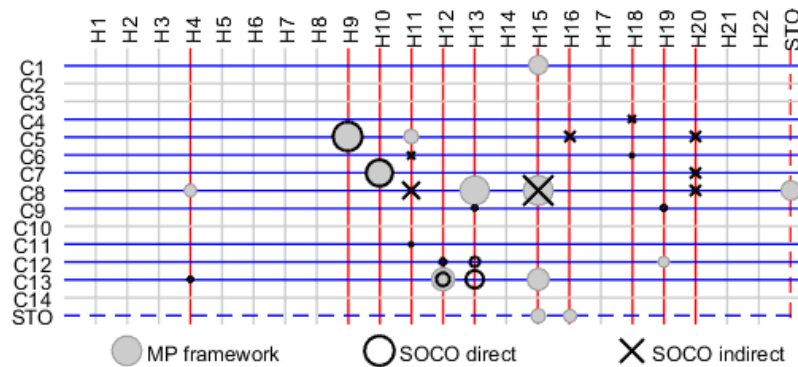 H1 H2 H3 H4 H5 H6 H7 H8 H9 H10 H11 H12 H13 H14 H15 H16 H17 H18 H19 H20 H21 H22 STO
C1
C2
C3
C4
C5
C6
C7
C8
C9
C10
C11
C12
C13
C14
STO
MP framework SOCO direct SOCO indirect